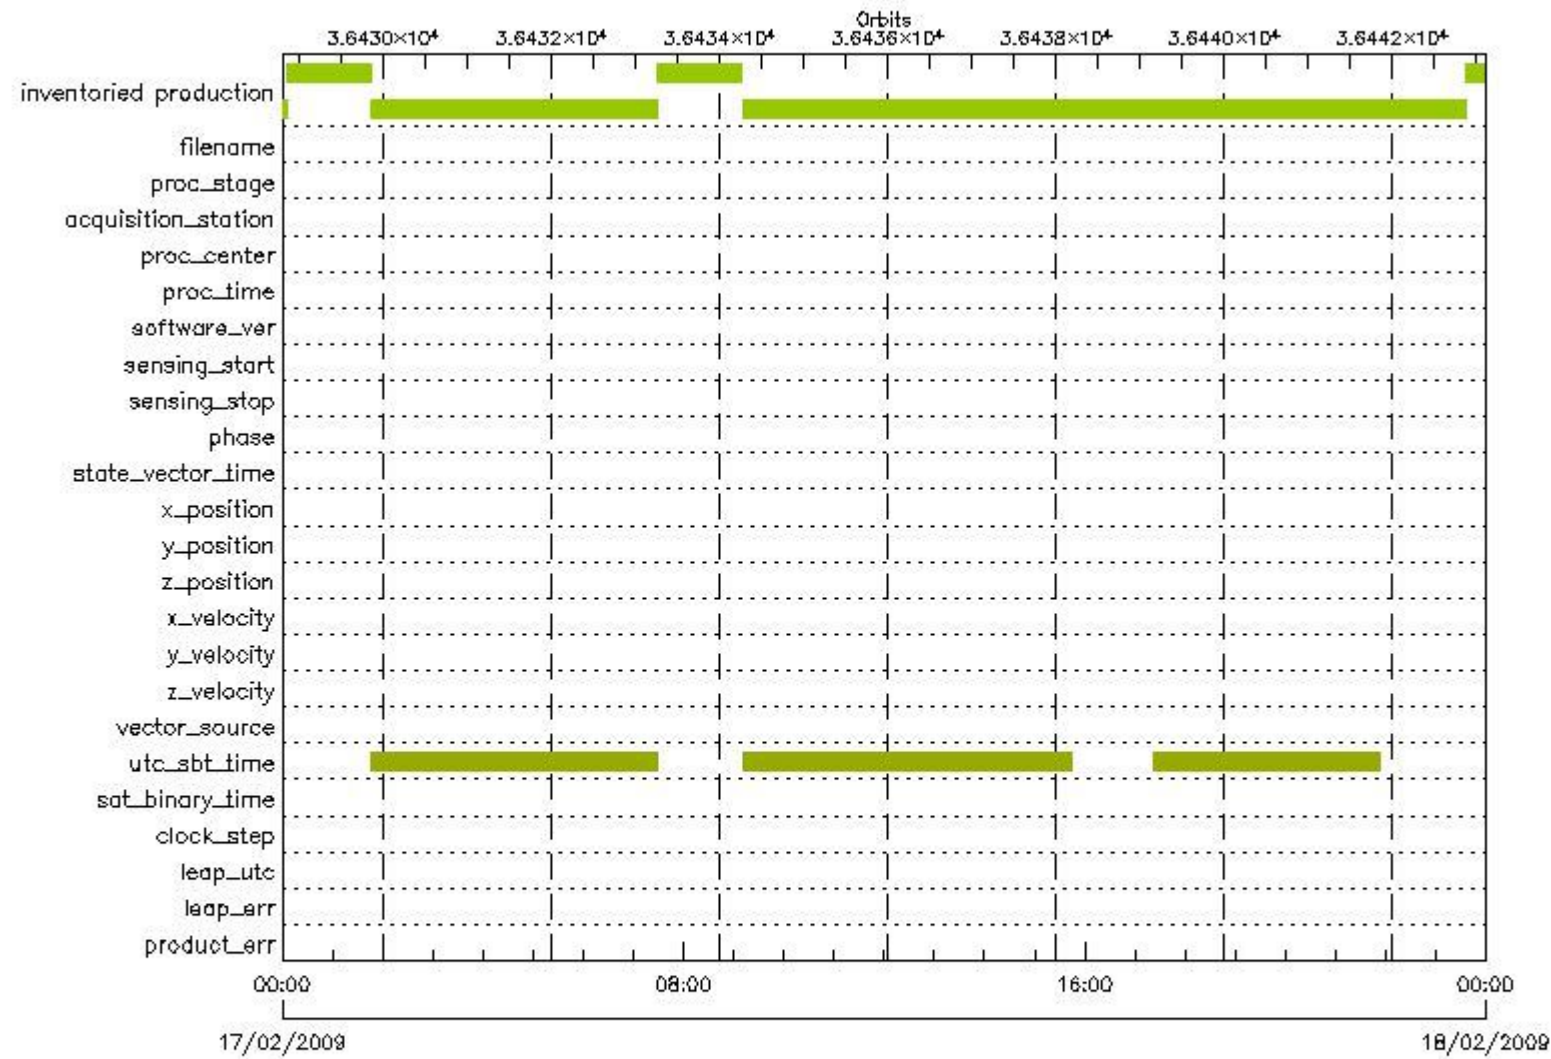 Orbits
3.6430×10⁴ 3.6432×10⁴ 3.6434×10⁴ 3.6436×10⁴ 3.6438×10⁴ 3.6440×10⁴ 3.6442×10⁴
inventoried production
filename
proc_stage
acquisition_station
proc_center
proc_time
software_ver
sensing_start
sensing_stop
phase
state_vector_time
x_position
y_position
z_position
x_velocity
y_velocity
z_velocity
vector_source
utc_sbt_time
sat_binary_time
clock_step
leap_utc
leap_err
product_err
00:00 08:00 16:00 00:00
17/02/2009 18/02/2009